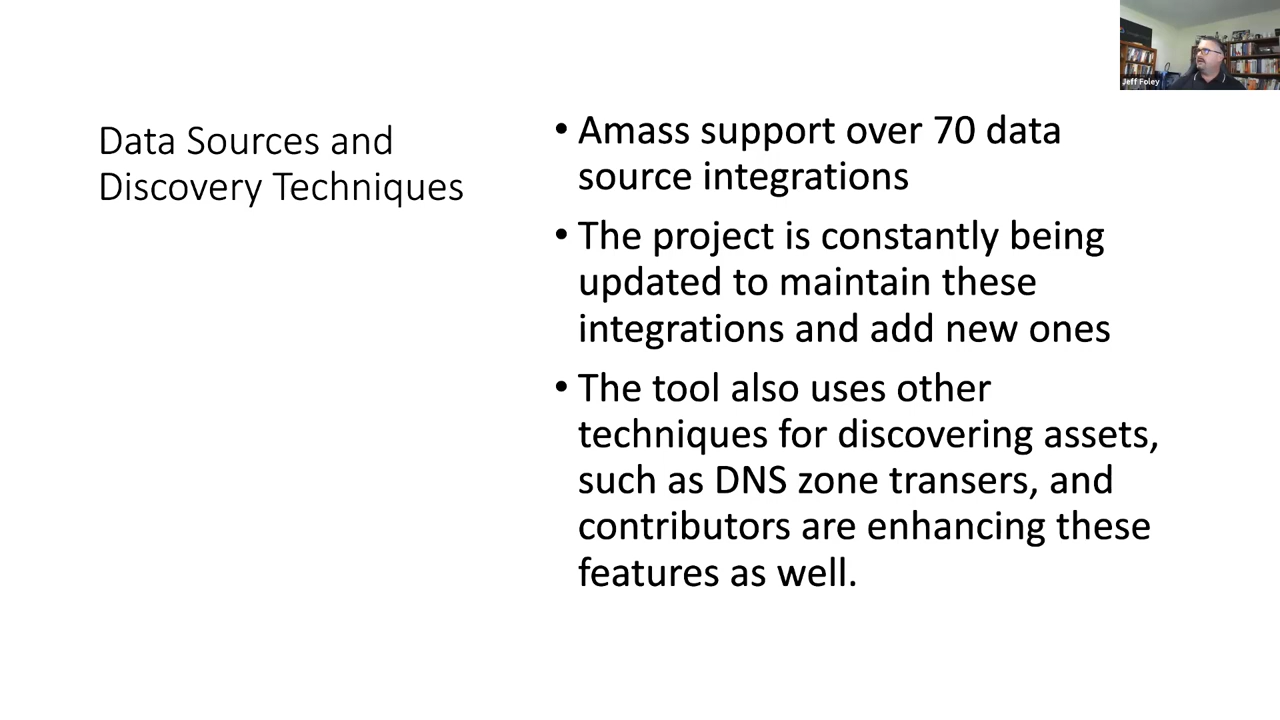 Jeff Foley
Data Sources and
Discovery Techniques
• Amass support over 70 data
source integrations
• The project is constantly being
updated to maintain these
integrations and add new ones
• The tool also uses other
techniques for discovering assets,
such as DNS zone transers, and
contributors are enhancing these
features as well.